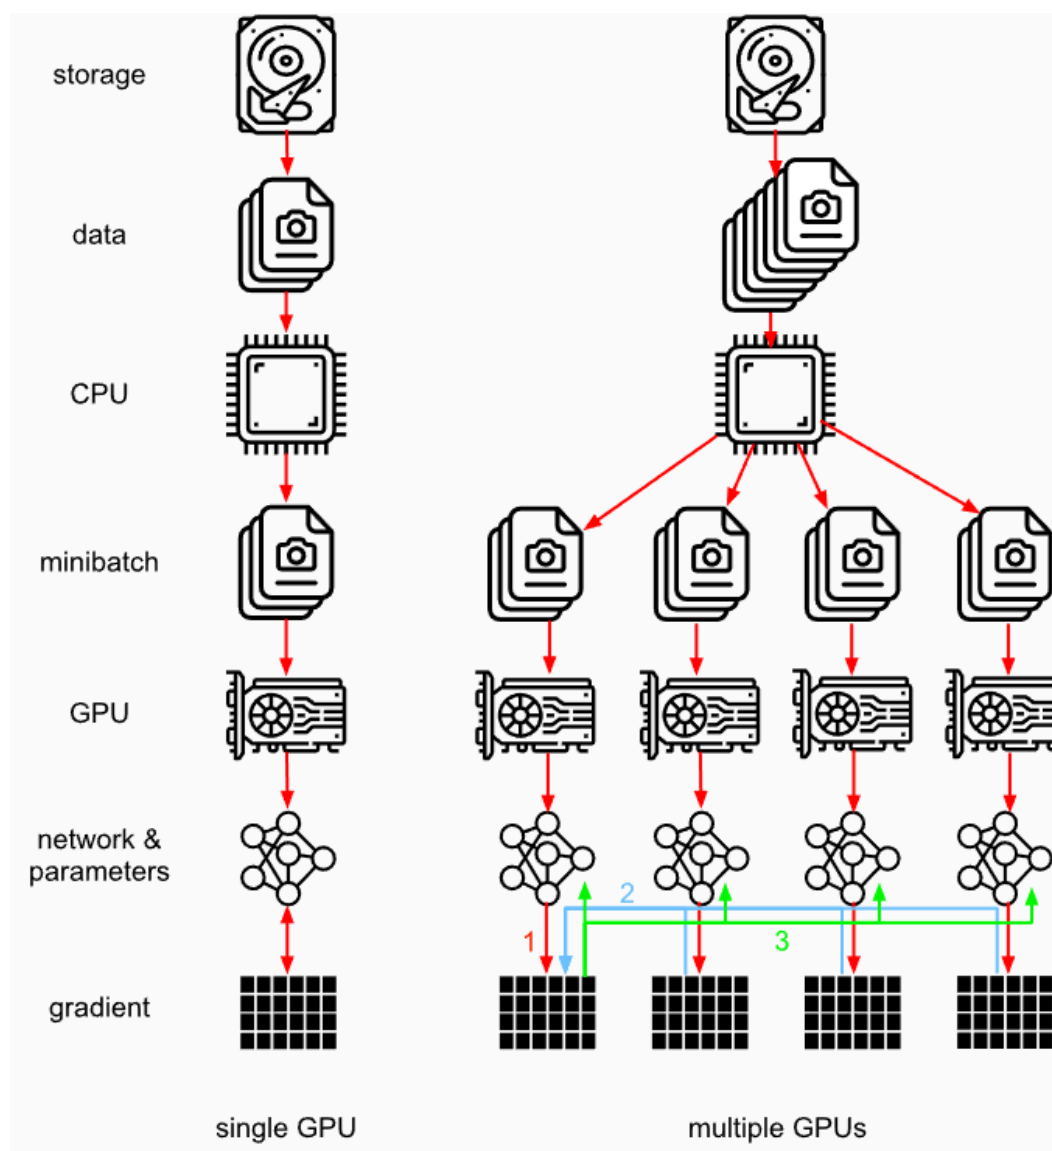 storage
data
CPU
minibatch
GPU
network &
parameters
2
1
3
gradient
single GPU
multiple GPUs